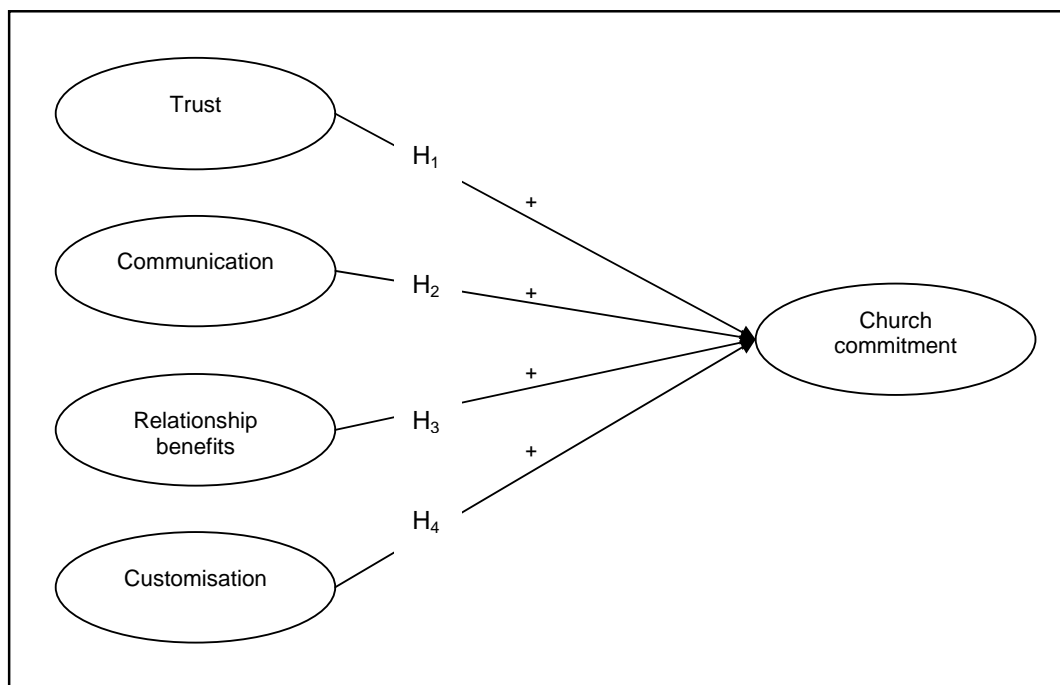 Trust
H₁
+
Communication
H₂
+
Church
commitment
+
Relationship
benefits
H₃
+
H₄
Customisation